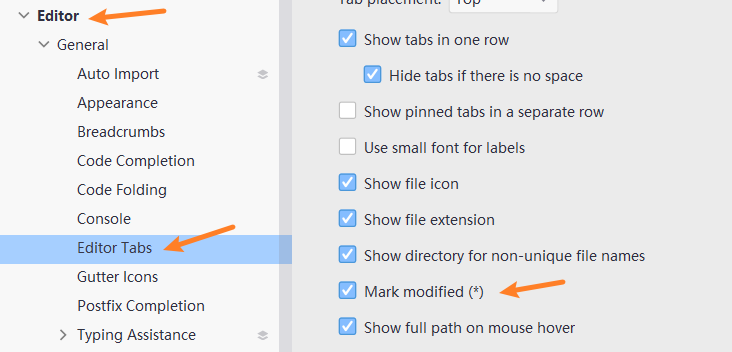 Editor
General
Auto Import
Appearance
Breadcrumbs
Code Completion
Code Folding
Console
Editor Tabs
Gutter Icons
Postfix Completion
Typing Assistance
Tab placement: Top
Show tabs in one row
Hide tabs if there is no space
Show pinned tabs in a separate row
Use small font for labels
Show file icon
Show file extension
Show directory for non-unique file names
Mark modified (*)
Show full path on mouse hover